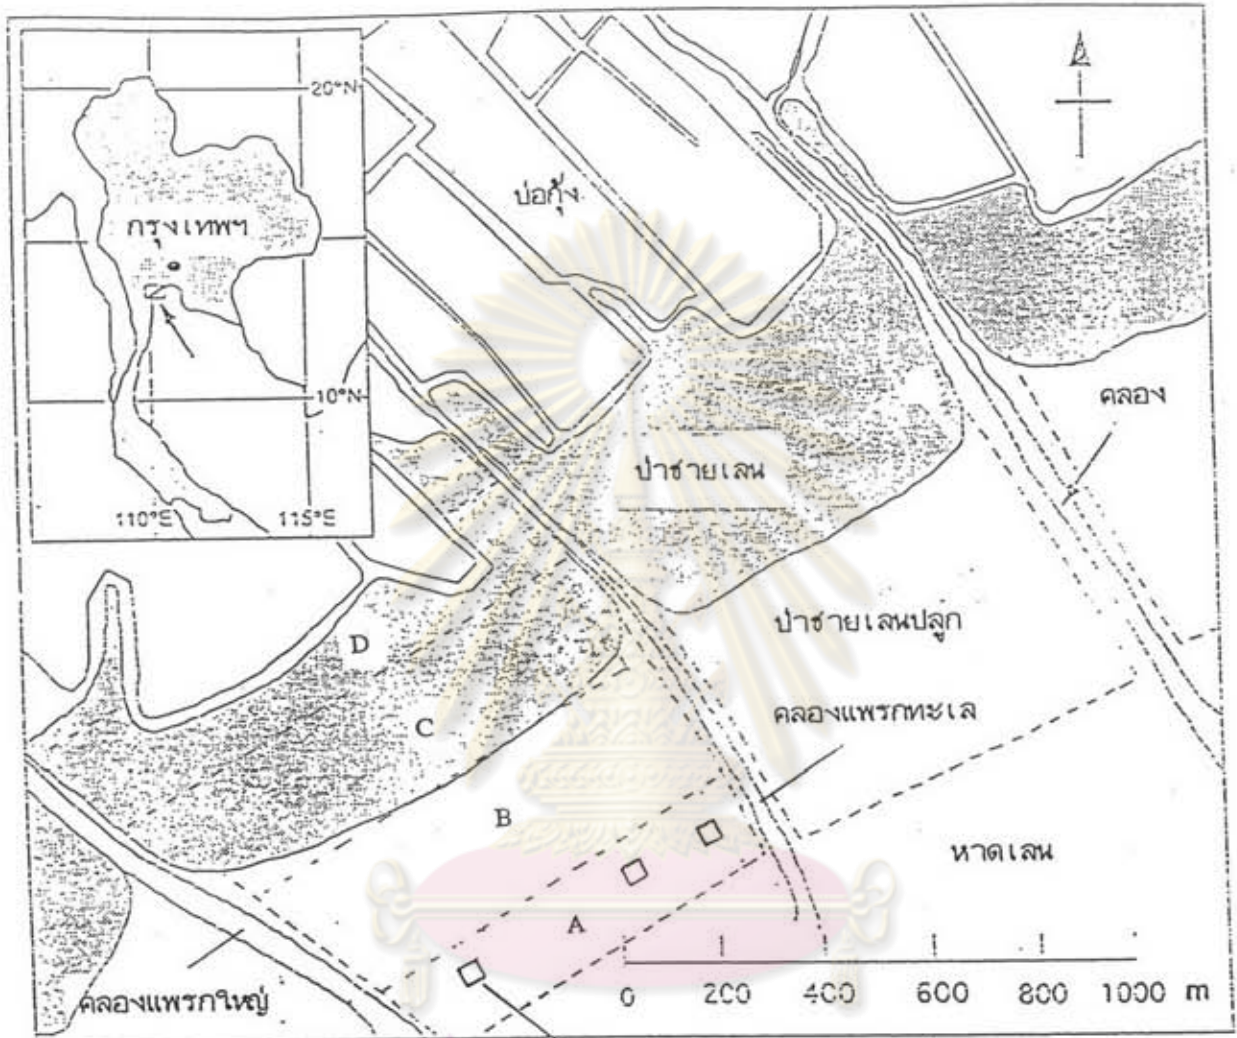 20°N
กรุงเทพฯ
10°N
110°E 115°E
บ่อกุ้ง
คลอง
ป่าชายเลน
ป่าชายเลนปลูก
คลองแพรกทะเล
D
C
B
A
หาดเลน
คลองแพรกใหญ่
0 200 400 600 800 1000 m